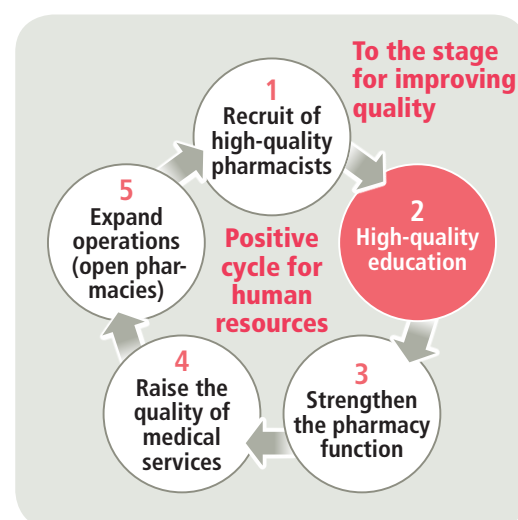 To the stage
for improving
quality
1
Recruit of
high-quality
pharmacists
2
High-quality
education
3
Strengthen
the pharmacy
function
4
Raise the
quality of
medical
services
5
Expand
operations
(open phar-
macies)
Positive
cycle for
human
resources